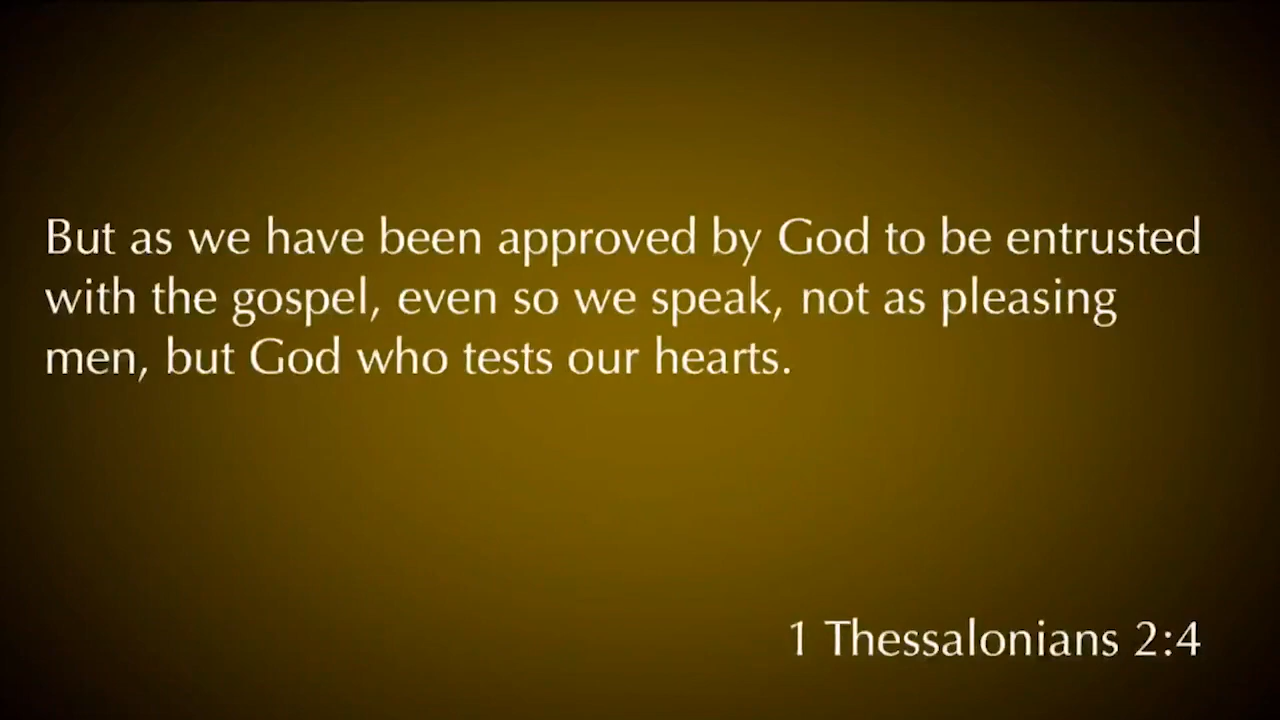 But as we have been approved by God to be entrusted
with the gospel, even so we speak, not as pleasing
men, but God who tests our hearts.
1 Thessalonians 2:4